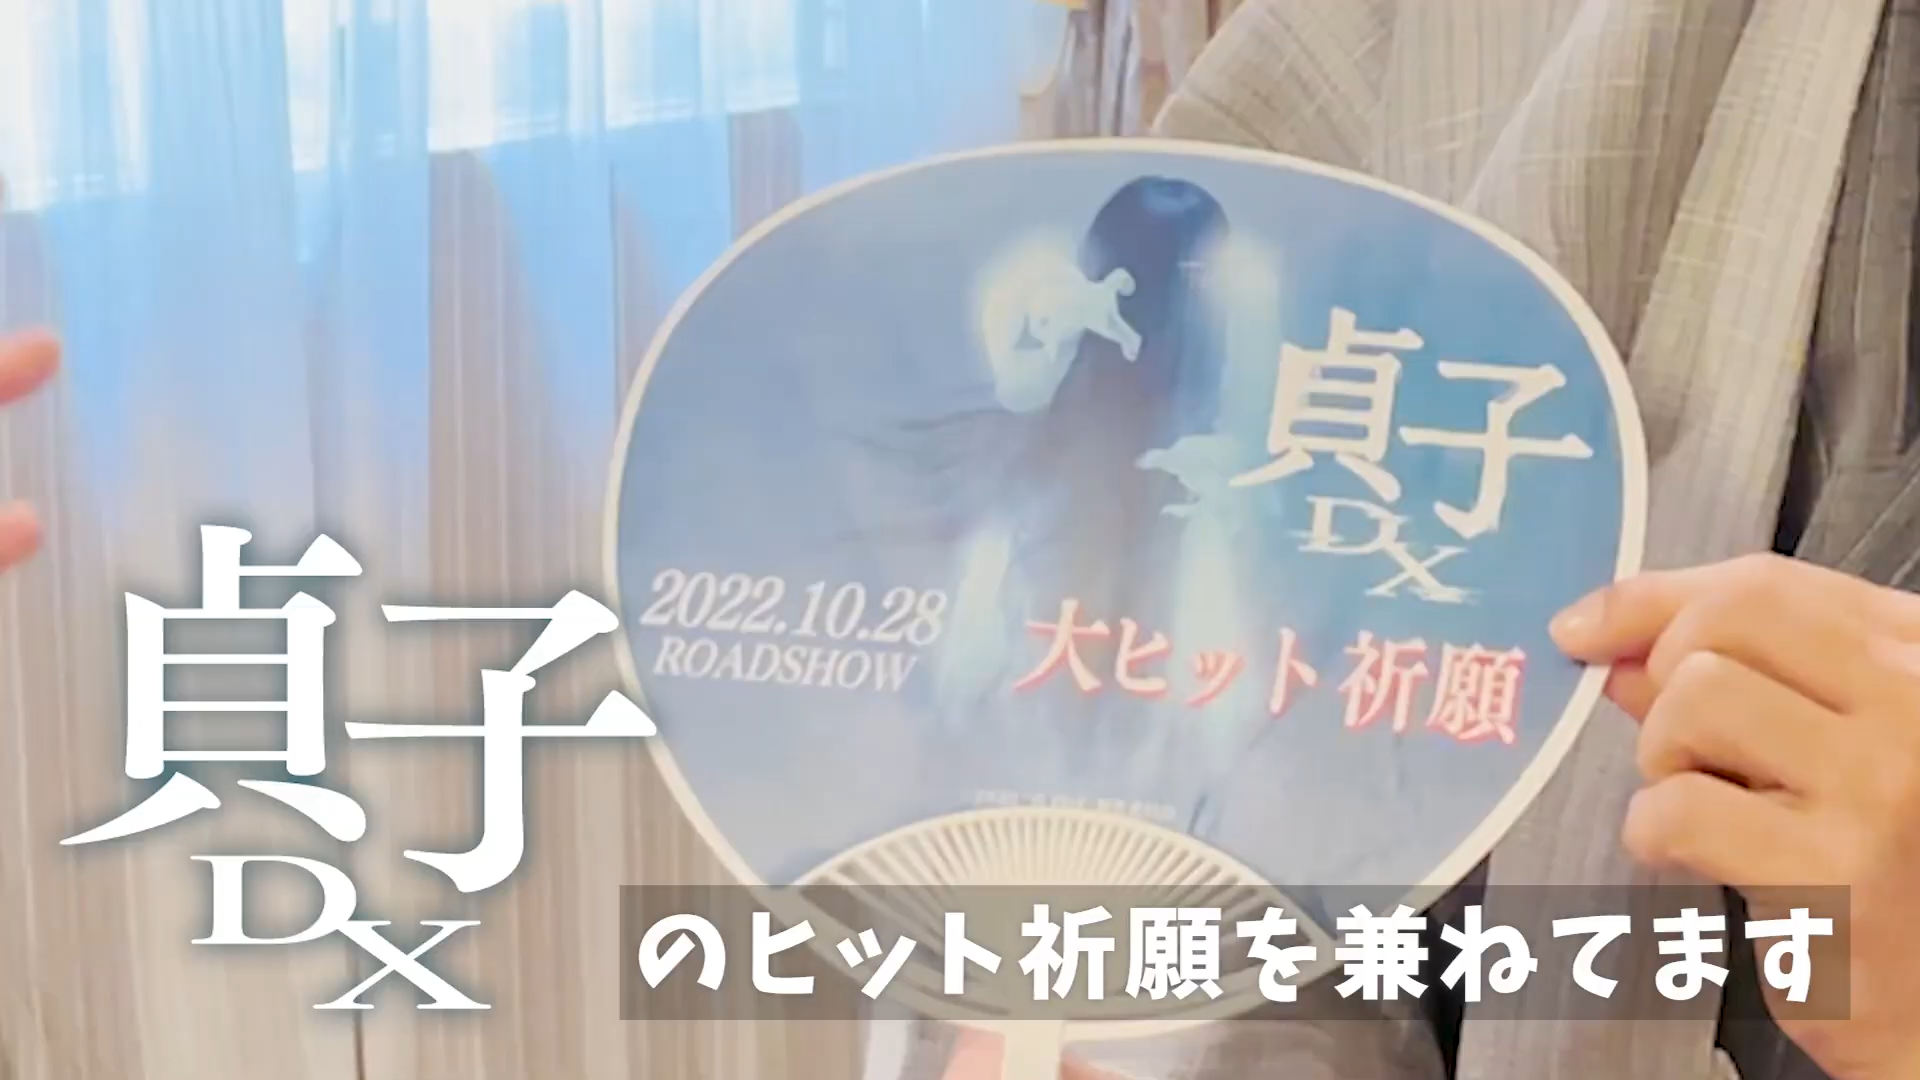 貞子
DX
2022.10.28
ROADSHOW
大ヒット祈願
貞子
DX
のヒット祈願を兼ねてます